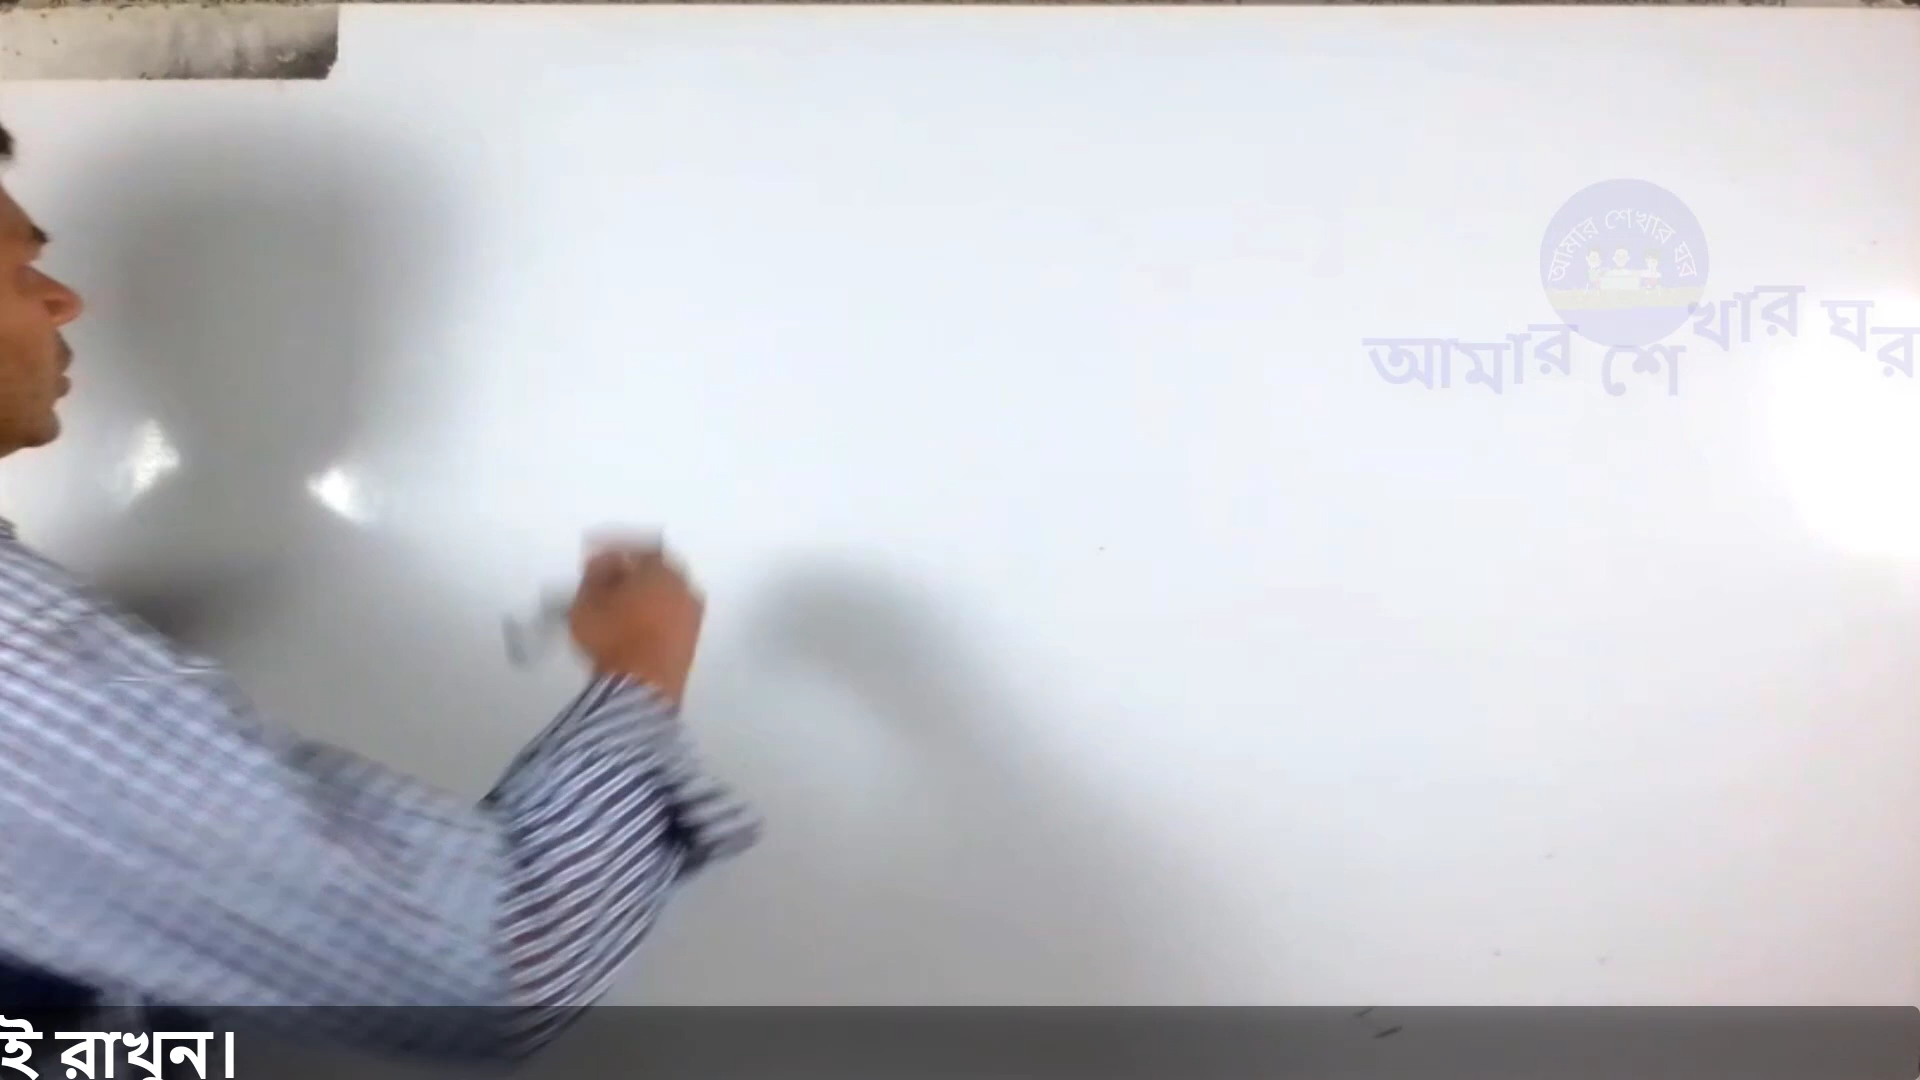 আমার শেখার ঘর
আমার শেখার ঘর
ই রাখুন।